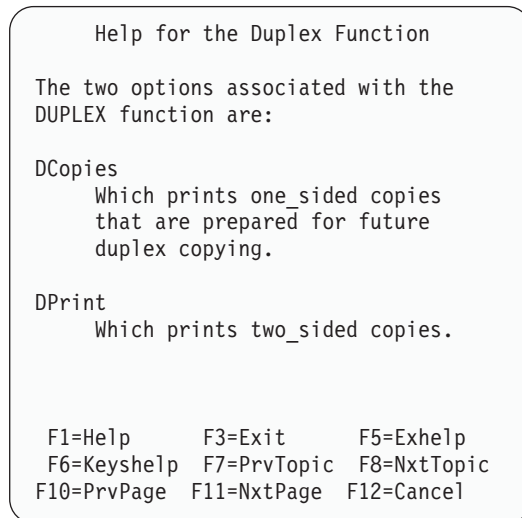 Help for the Duplex Function
The two options associated with the
DUPLEX function are:
DCopies
Which prints one_sided copies
that are prepared for future
duplex copying.
DPrint
Which prints two_sided copies.
F1=Help F3=Exit F5=Exhelp
F6=Keyshelp F7=PrvTopic F8=NxtTopic
F10=PrvPage F11=NxtPage F12=Cancel